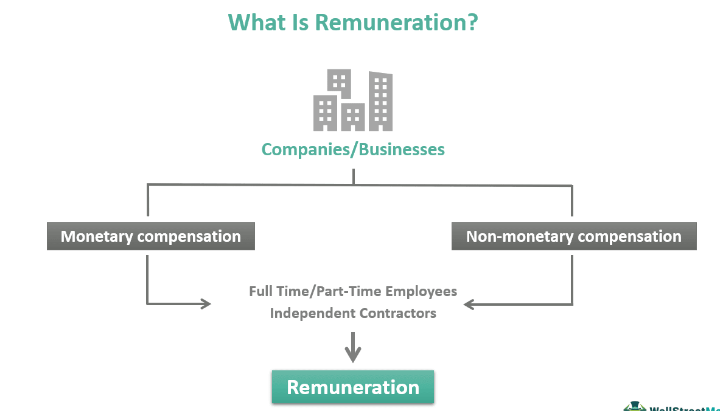 What Is Remuneration?
Companies/Businesses
Monetary compensation
Non-monetary compensation
Full Time/Part-Time Employees
Independent Contractors
Remuneration